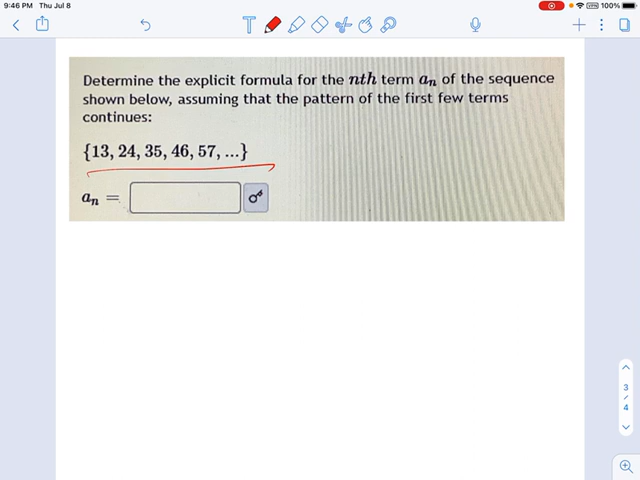 9:46 PM Thu Jul 8
100%
T
Determine the explicit formula for the nth term aₙ of the sequence
shown below, assuming that the pattern of the first few terms
continues:
{13, 24, 35, 46, 57, ...}
aₙ =
3
/
4